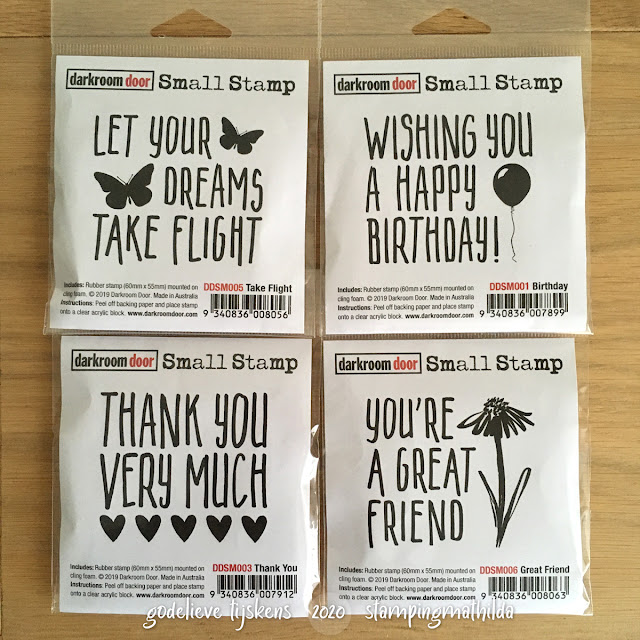 darkroom door Small Stamp
LET YOUR
DREAMS
TAKE FLIGHT
Includes: Rubber stamp (60mm x 55mm) mounted on
cling foam. © 2019 Darkroom Door. Made in Australia
Instructions: Peel off backing paper and place stamp
onto a clear acrylic block. www.darkroomdoor.com
DDSM005 Take Flight
9 340836 008056
darkroom door Small Stamp
WISHING YOU
A HAPPY
BIRTHDAY!
Includes: Rubber stamp (60mm x 55mm) mounted on
cling foam. © 2019 Darkroom Door. Made in Australia
Instructions: Peel off backing paper and place stamp
onto a clear acrylic block. www.darkroomdoor.com
DDSM001 Birthday
9 340836 007899
darkroom door Small Stamp
THANK YOU
VERY MUCH
Includes: Rubber stamp (60mm x 55mm) mounted on
cling foam. © 2019 Darkroom Door. Made in Australia
Instructions: Peel off backing paper and place stamp
onto a clear acrylic block. www.darkroomdoor.com
DDSM003 Thank You
9 340836 007912
darkroom door Small Stamp
YOU'RE
A GREAT
FRIEND
Includes: Rubber stamp (60mm x 55mm) mounted on
cling foam. © 2019 Darkroom Door. Made in Australia
Instructions: Peel off backing paper and place stamp
onto a clear acrylic block. www.darkroomdoor.com
DDSM006 Great Friend
9 340836 008063
godelieve tijskens 2020 stampingmathilda